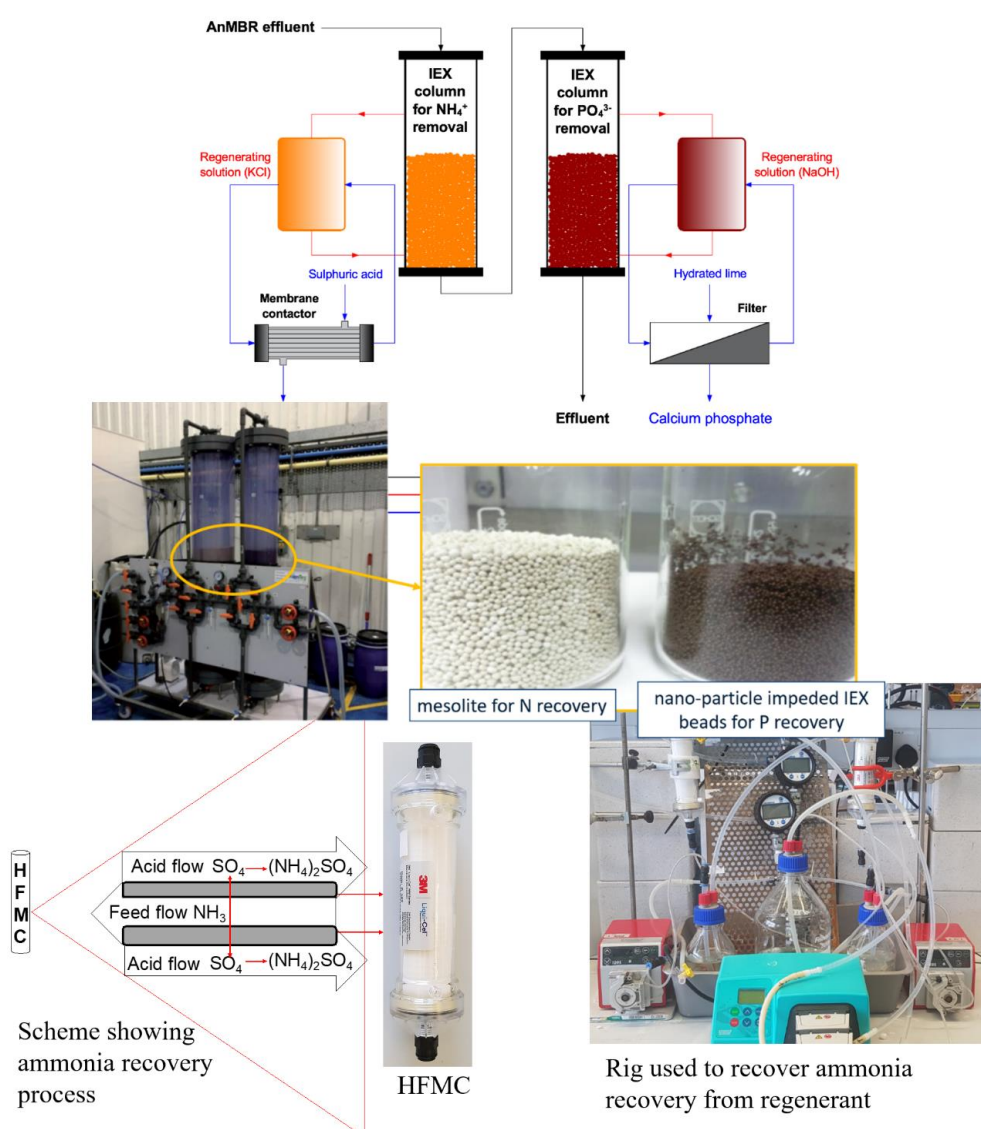 AnMBR effluent
IEX
column
for NH₄⁺
removal
IEX
column
for PO₄³⁻
removal
Regenerating
solution (KCl)
Regenerating
solution (NaOH)
Sulphuric acid
Hydrated lime
Membrane
contactor
Filter
Effluent
Calcium phosphate
mesolite for N recovery
nano-particle impeded IEX
beads for P recovery
H
F
M
C
Acid flow SO₄ (NH₄)₂SO₄
Feed flow NH₃
Acid flow SO₄ (NH₄)₂SO₄
3M
Liqui-Cel
Scheme showing
ammonia recovery
process
HFMC
Rig used to recover ammonia
recovery from regenerant